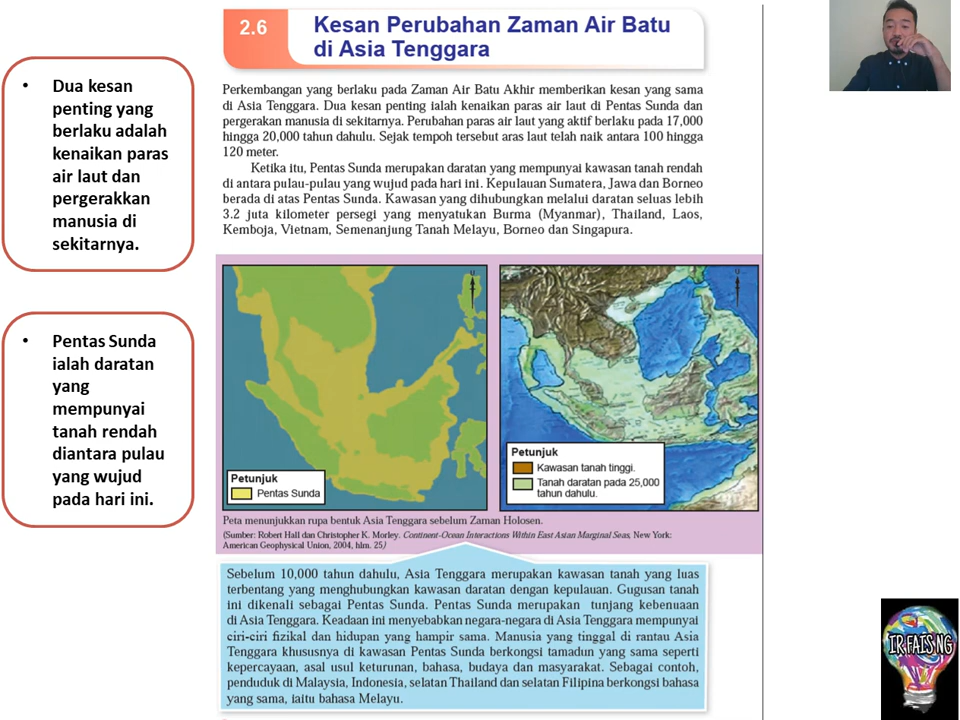 2.6
Kesan Perubahan Zaman Air Batu
di Asia Tenggara
• Dua kesan
penting yang
berlaku adalah
kenaikan paras
air laut dan
pergerakkan
manusia di
sekitarnya.
• Pentas Sunda
ialah daratan
yang
mempunyai
tanah rendah
diantara pulau
yang wujud
pada hari ini.
Perkembangan yang berlaku pada Zaman Air Batu Akhir memberikan kesan yang sama
di Asia Tenggara. Dua kesan penting ialah kenaikan paras air laut di Pentas Sunda dan
pergerakan manusia di sekitarnya. Perubahan paras air laut yang aktif berlaku pada 17,000
hingga 20,000 tahun dahulu. Sejak tempoh tersebut aras laut telah naik antara 100 hingga
120 meter.
Ketika itu, Pentas Sunda merupakan daratan yang mempunyai kawasan tanah rendah
di antara pulau-pulau yang wujud pada hari ini. Kepulauan Sumatera, Jawa dan Borneo
berada di atas Pentas Sunda. Kawasan yang dihubungkan melalui daratan seluas lebih
3.2 juta kilometer persegi yang menyatukan Burma (Myanmar), Thailand, Laos,
Kemboja, Vietnam, Semenanjung Tanah Melayu, Borneo dan Singapura.
U
Petunjuk
Pentas Sunda
U
Petunjuk
Kawasan tanah tinggi.
Tanah daratan pada 25,000
tahun dahulu.
Peta menunjukkan rupa bentuk Asia Tenggara sebelum Zaman Holosen.
(Sumber: Robert Hall dan Christopher K. Morley. Continent-Ocean Interactions Within East Asian Marginal Seas, New York:
American Geophysical Union, 2004, hlm. 25)
Sebelum 10,000 tahun dahulu, Asia Tenggara merupakan kawasan tanah yang luas
terbentang yang menghubungkan kawasan daratan dengan kepulauan. Gugusan tanah
ini dikenali sebagai Pentas Sunda. Pentas Sunda merupakan tunjang kebenuaan
di Asia Tenggara. Keadaan ini menyebabkan negara-negara di Asia Tenggara mempunyai
ciri-ciri fizikal dan hidupan yang hampir sama. Manusia yang tinggal di rantau Asia
Tenggara khususnya di kawasan Pentas Sunda berkongsi tamadun yang sama seperti
kepercayaan, asal usul keturunan, bahasa, budaya dan masyarakat. Sebagai contoh,
penduduk di Malaysia, Indonesia, selatan Thailand dan selatan Filipina berkongsi bahasa
yang sama, iaitu bahasa Melayu.
IR FAIS NG